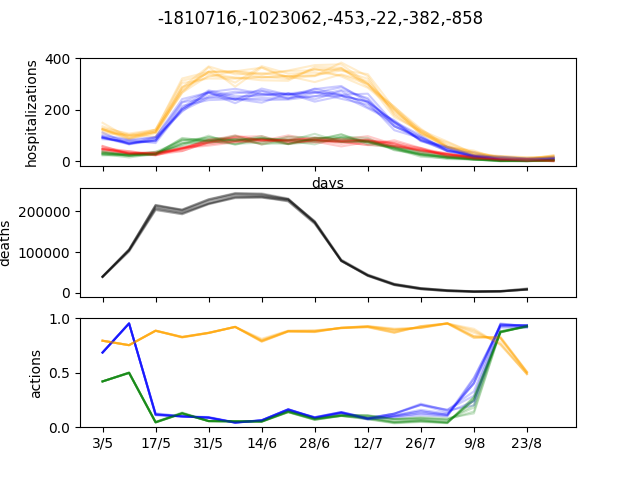 -1810716,-1023062,-453,-22,-382,-858
400
200
0
hospitalizations
days
200000
100000
0
deaths
1.0
0.5
0.0
actions
3/5 17/5 31/5 14/6 28/6 12/7 26/7 9/8 23/8